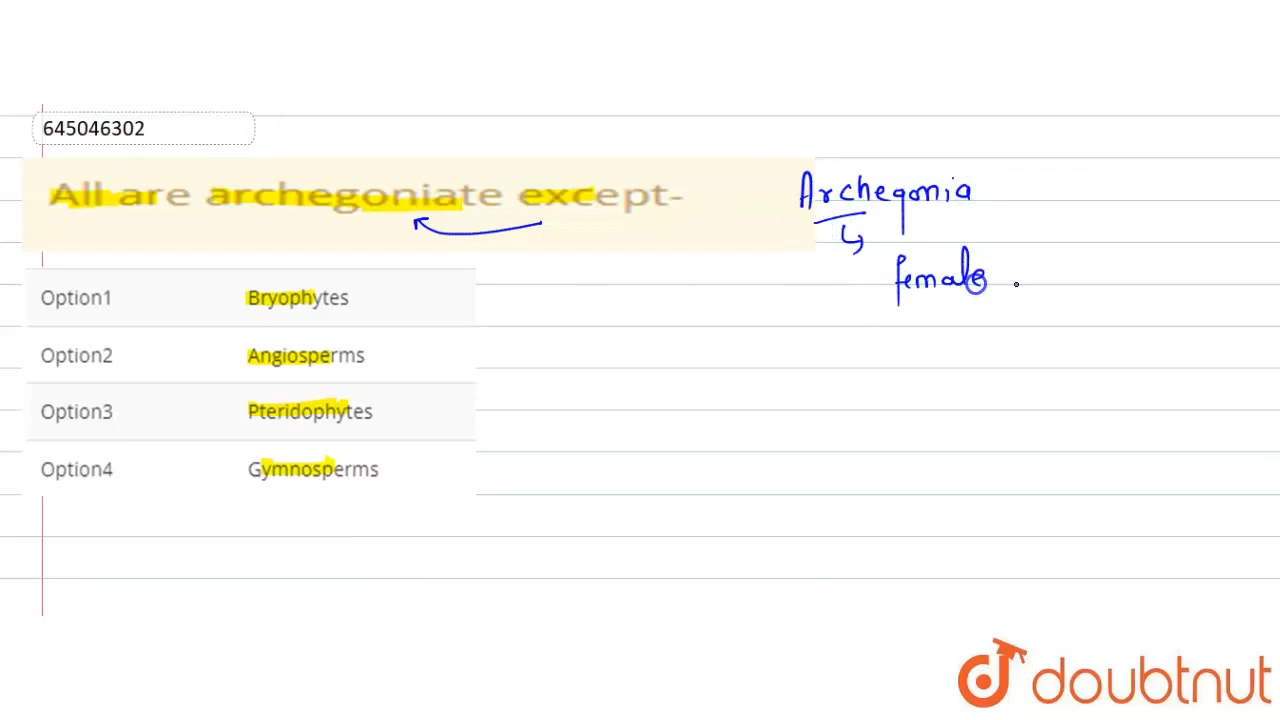 645046302
All are archegoniate except-
Archegonia
female
Option1 Bryophytes
Option2 Angiosperms
Option3 Pteridophytes
Option4 Gymnosperms
doubtnut